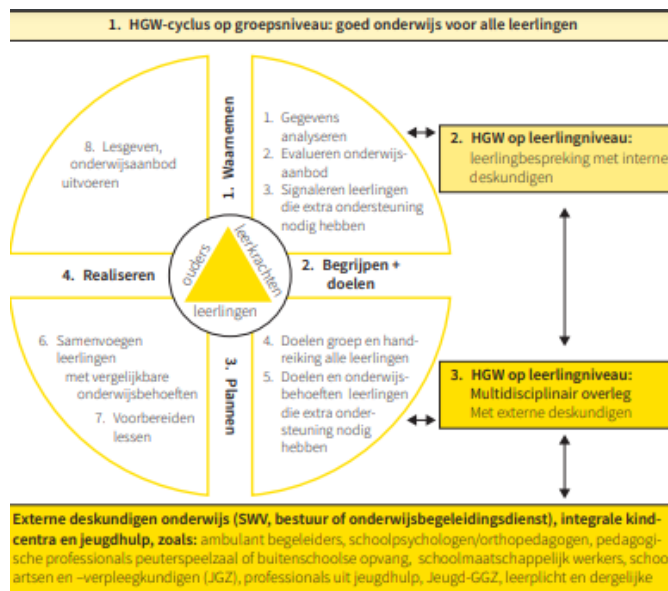 1. HGW-cyclus op groepsniveau: goed onderwijs voor alle leerlingen
1. Waarnemen
8. Lesgeven,
onderwijsaanbod
uitvoeren
1. Gegevens
analyseren
2. Evalueren onderwijs-
aanbod
3. Signaleren leerlingen
die extra ondersteuning
nodig hebben
2. HGW op leerlingniveau:
leerlingbespreking met interne
deskundigen
ouders
leerkrachten
leerlingen
4. Realiseren
2. Begrijpen +
doelen
6. Samenvoegen
leerlingen
met vergelijkbare
onderwijsbehoeften
7. Voorbereiden
lessen
3. Plannen
4. Doelen groep en hand-
reiking alle leerlingen
5. Doelen en onderwijs-
behoeften leerlingen
die extra onder-
steuning nodig
hebben
3. HGW op leerlingniveau:
Multidisciplinair overleg
Met externe deskundigen
Externe deskundigen onderwijs (SWV, bestuur of onderwijsbegeleidingsdienst), integrale kind-
centra en jeugdhulp, zoals: ambulant begeleiders, schoolpsychologen/orthopedagogen, pedagogi-
sche professionals peuterspeelzaal of buitenschoolse opvang, schoolmaatschappelijk werkers, schoo
artsen en –verpleegkundigen (JGZ), professionals uit jeugdhulp, Jeugd-GGZ, leerplicht en dergelijke